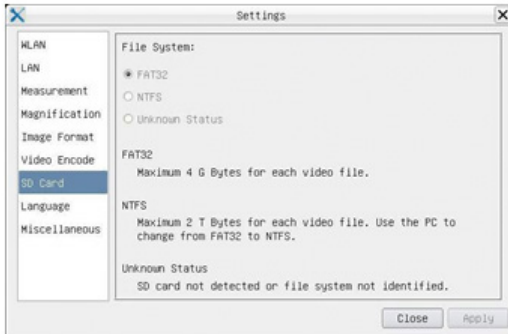 Settings
WLAN
LAN
Measurement
Magnification
Image Format
Video Encode
SD Card
Language
Miscellaneous
File System:
FAT32
NTFS
Unknown Status
FAT32
Maximum 4 G Bytes for each video file.
NTFS
Maximum 2 T Bytes for each video file. Use the PC to
change from FAT32 to NTFS.
Unknown Status
SD card not detected or file system not identified.
Close
Apply